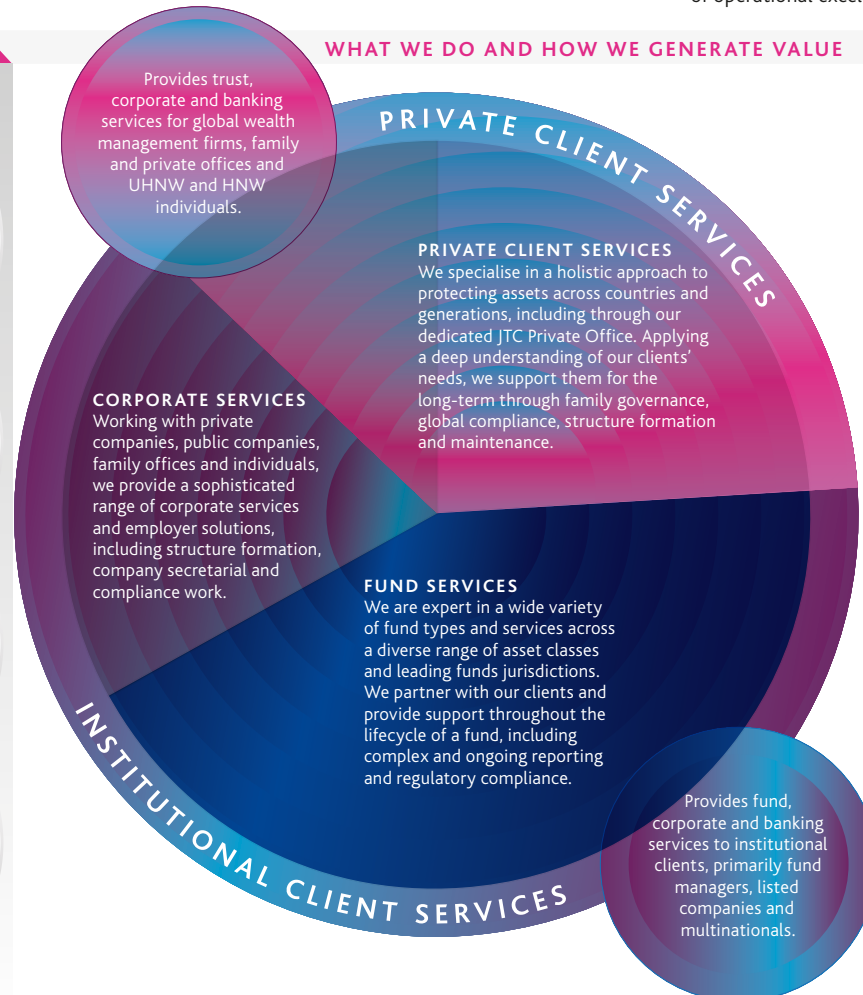 WHAT WE DO AND HOW WE GENERATE VALUE
Provides trust,
corporate and banking
services for global wealth
management firms, family
and private offices and
UHNW and HNW
individuals.
PRIVATE CLIENT SERVICES
PRIVATE CLIENT SERVICES
We specialise in a holistic approach to
protecting assets across countries and
generations, including through our
dedicated JTC Private Office. Applying
a deep understanding of our clients’
needs, we support them for the
long-term through family governance,
global compliance, structure formation
and maintenance.
CORPORATE SERVICES
Working with private
companies, public companies,
family offices and individuals,
we provide a sophisticated
range of corporate services
and employer solutions,
including structure formation,
company secretarial and
compliance work.
FUND SERVICES
We are expert in a wide variety
of fund types and services across
a diverse range of asset classes
and leading funds jurisdictions.
We partner with our clients and
provide support throughout the
lifecycle of a fund, including
complex and ongoing reporting
and regulatory compliance.
INSTITUTIONAL CLIENT SERVICES
Provides fund,
corporate and banking
services to institutional
clients, primarily fund
managers, listed
companies and
multinationals.